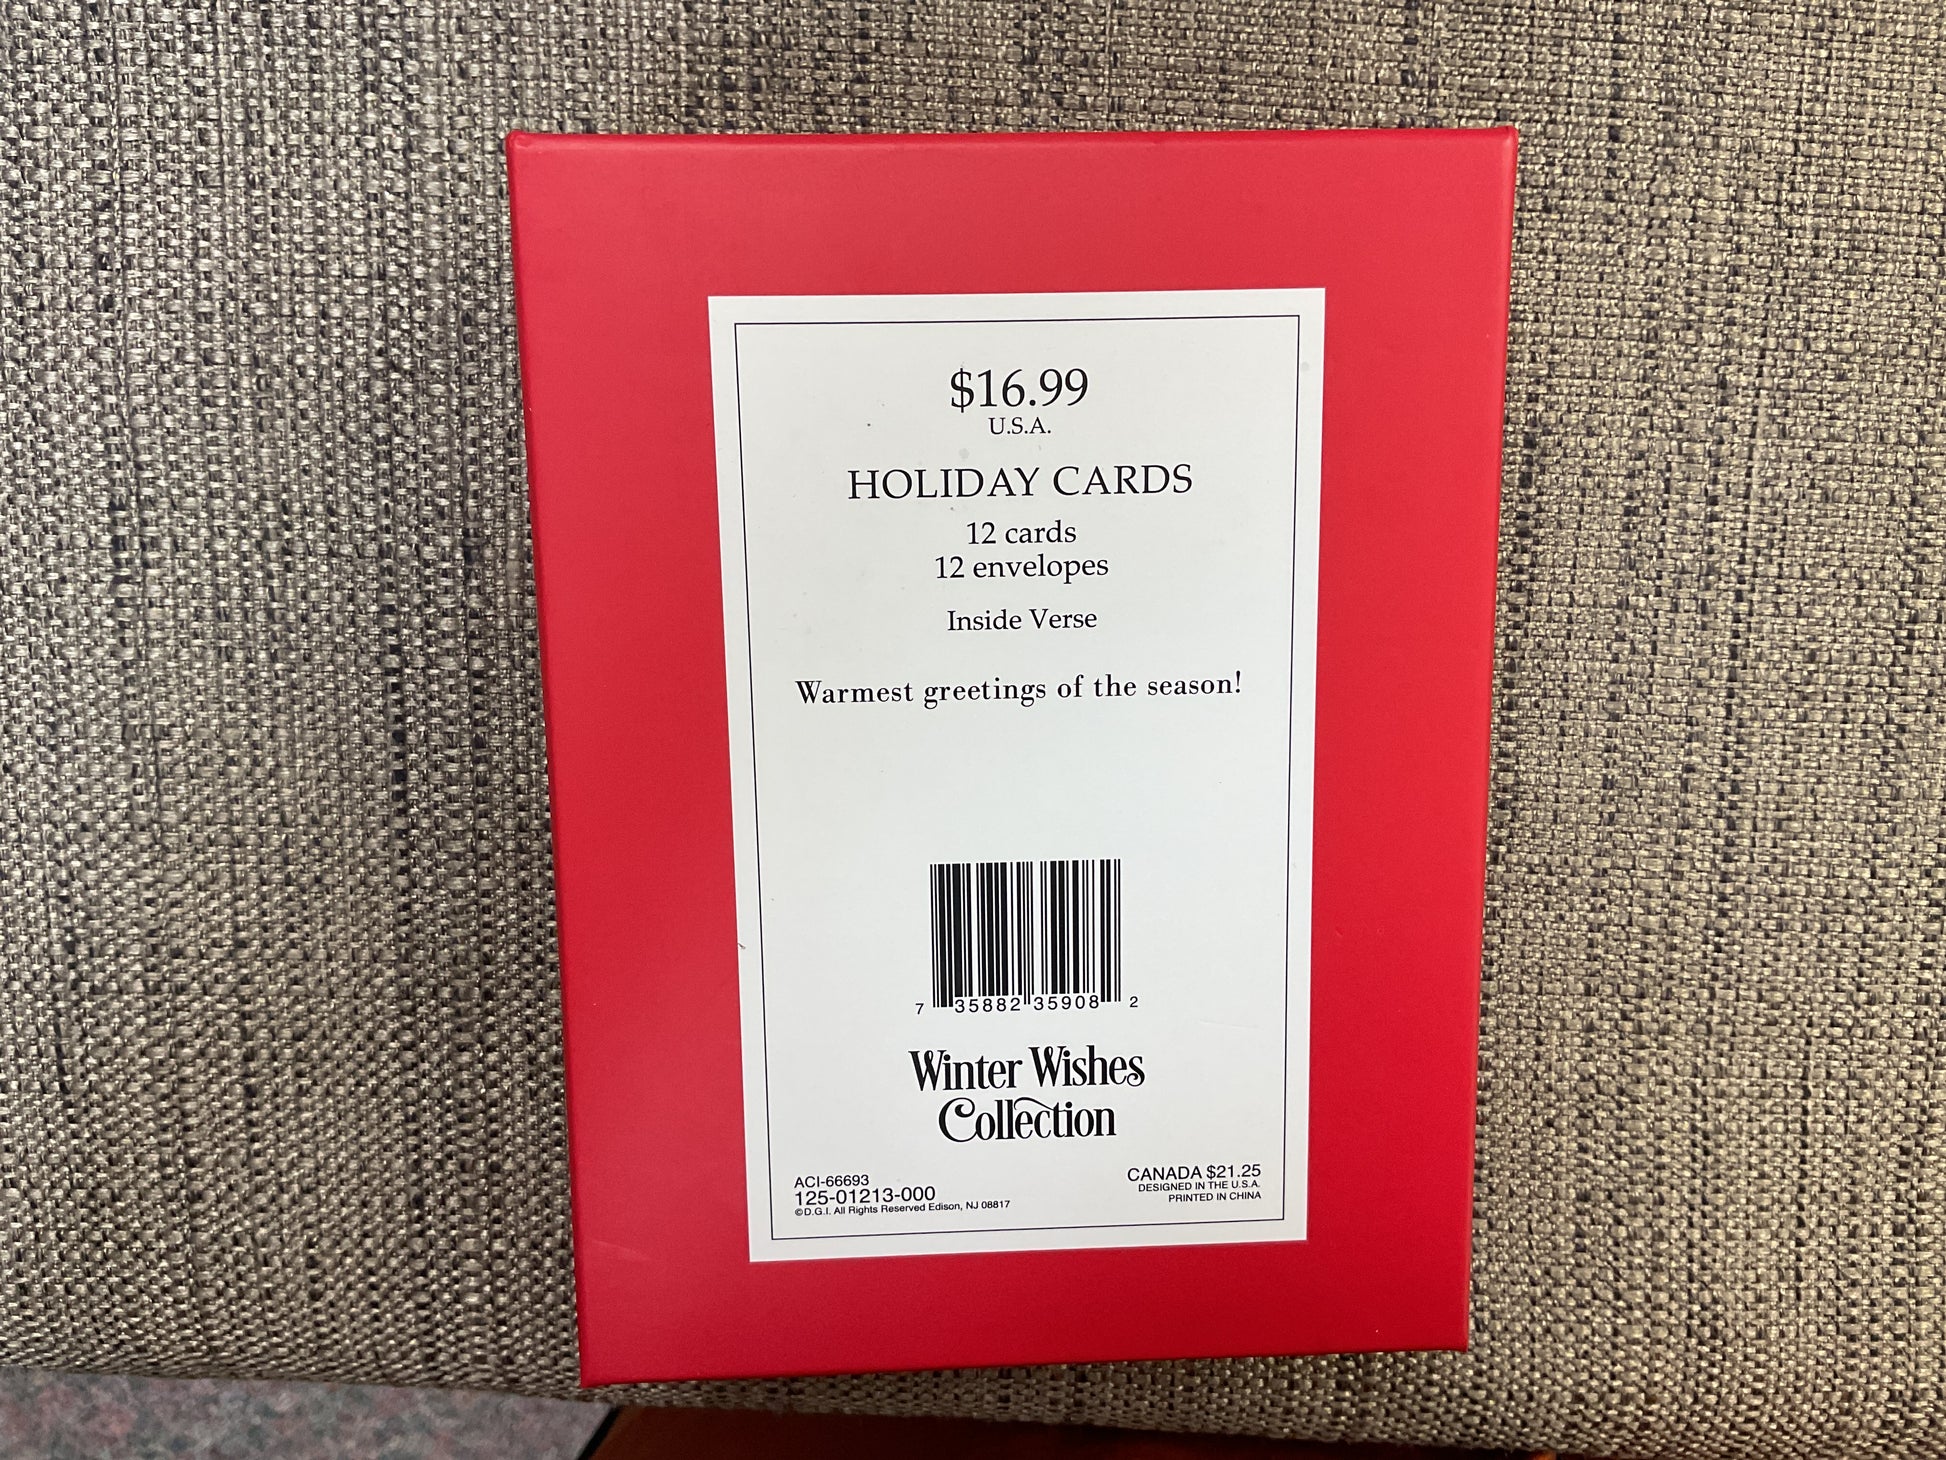 $16.99
U.S.A.
HOLIDAY CARDS
12 cards
12 envelopes
Inside Verse
Warmest greetings of the season!
7 35882 35908 2
Winter Wishes
Collection
ACI-66693
125-01213-000
©D.G.I. All Rights Reserved Edison, NJ 08817
CANADA $21.25
DESIGNED IN THE U.S.A.
PRINTED IN CHINA